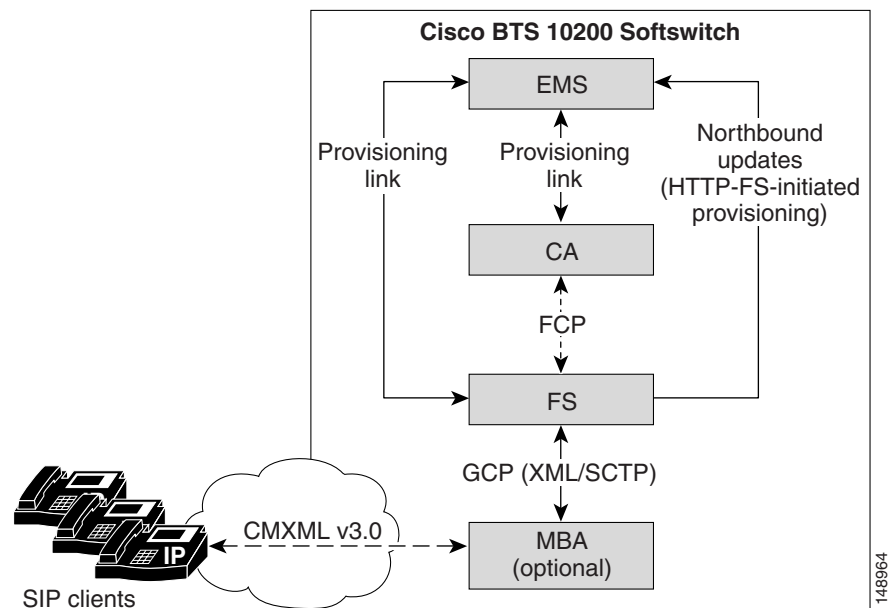 Cisco BTS 10200 Softswitch
EMS
Provisioning
link
Provisioning
link
Northbound
updates
(HTTP-FS-initiated
provisioning)
CA
FCP
FS
GCP (XML/SCTP)
CMXML v3.0
IP
MBA
(optional)
SIP clients
148964